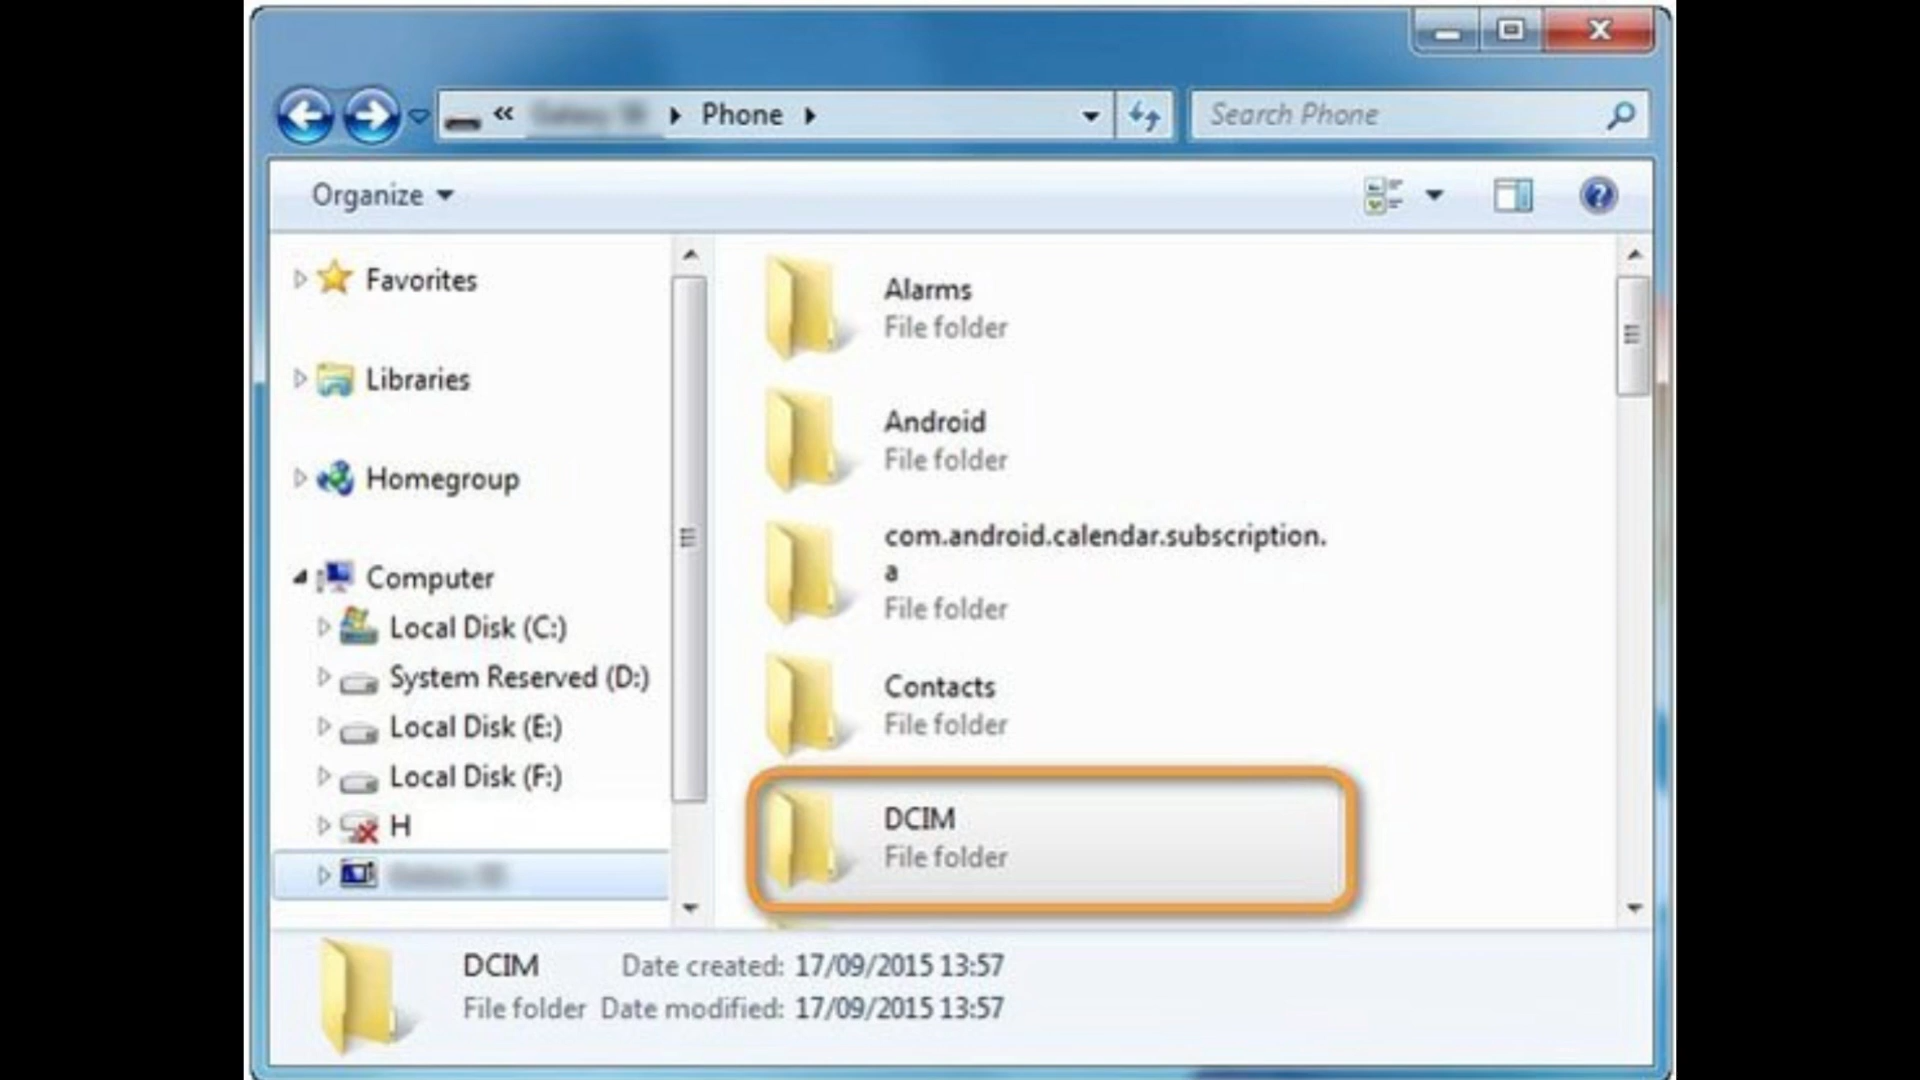 « Phone
Search Phone
Organize
Favorites
Libraries
Homegroup
Computer
Local Disk (C:)
System Reserved (D:)
Local Disk (E:)
Local Disk (F:)
H
Alarms
File folder
Android
File folder
com.android.calendar.subscription.
a
File folder
Contacts
File folder
DCIM
File folder
DCIM Date created: 17/09/2015 13:57
File folder Date modified: 17/09/2015 13:57